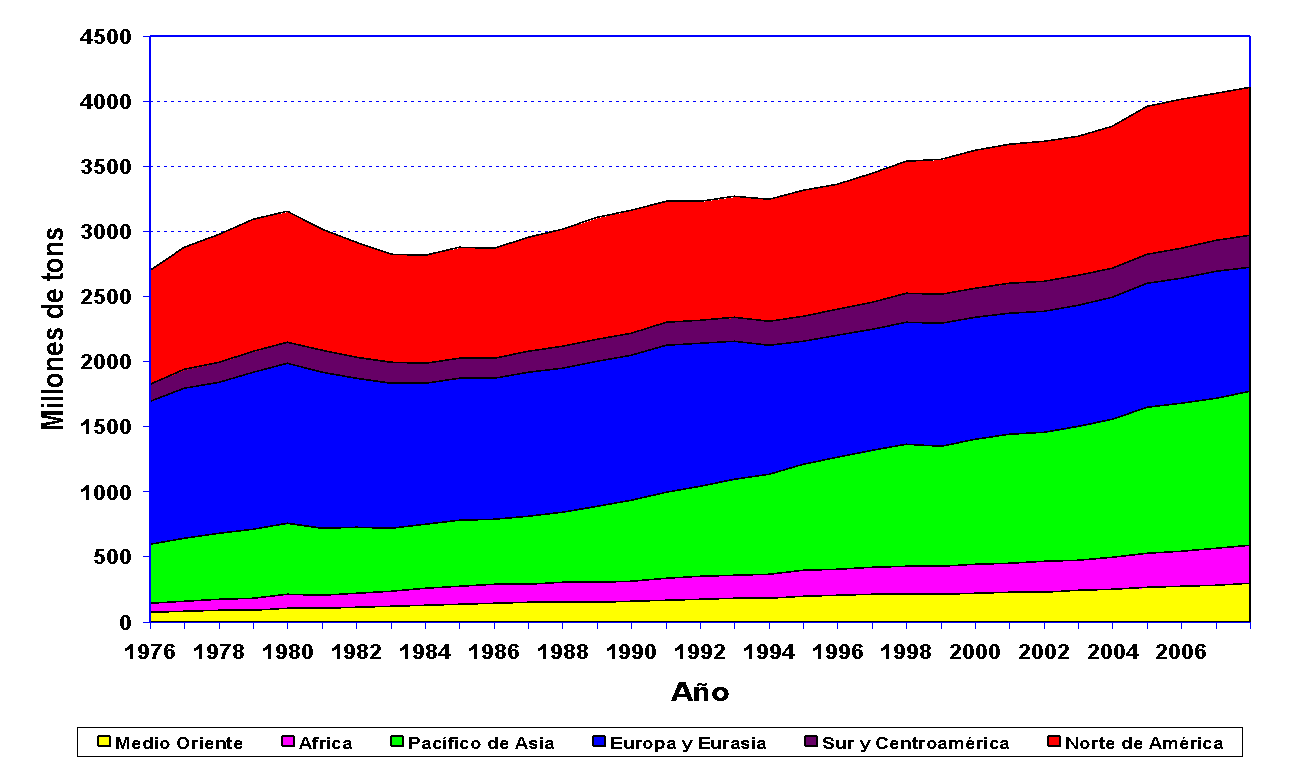 4500
4000
3500
3000
2500
2000
1500
1000
500
0
Millones de tons
1976 1978 1980 1982 1984 1986 1988 1990 1992 1994 1996 1998 2000 2002 2004 2006
Año
Medio Oriente Africa Pacífico de Asia Europa y Eurasia Sur y Centroamérica Norte de América